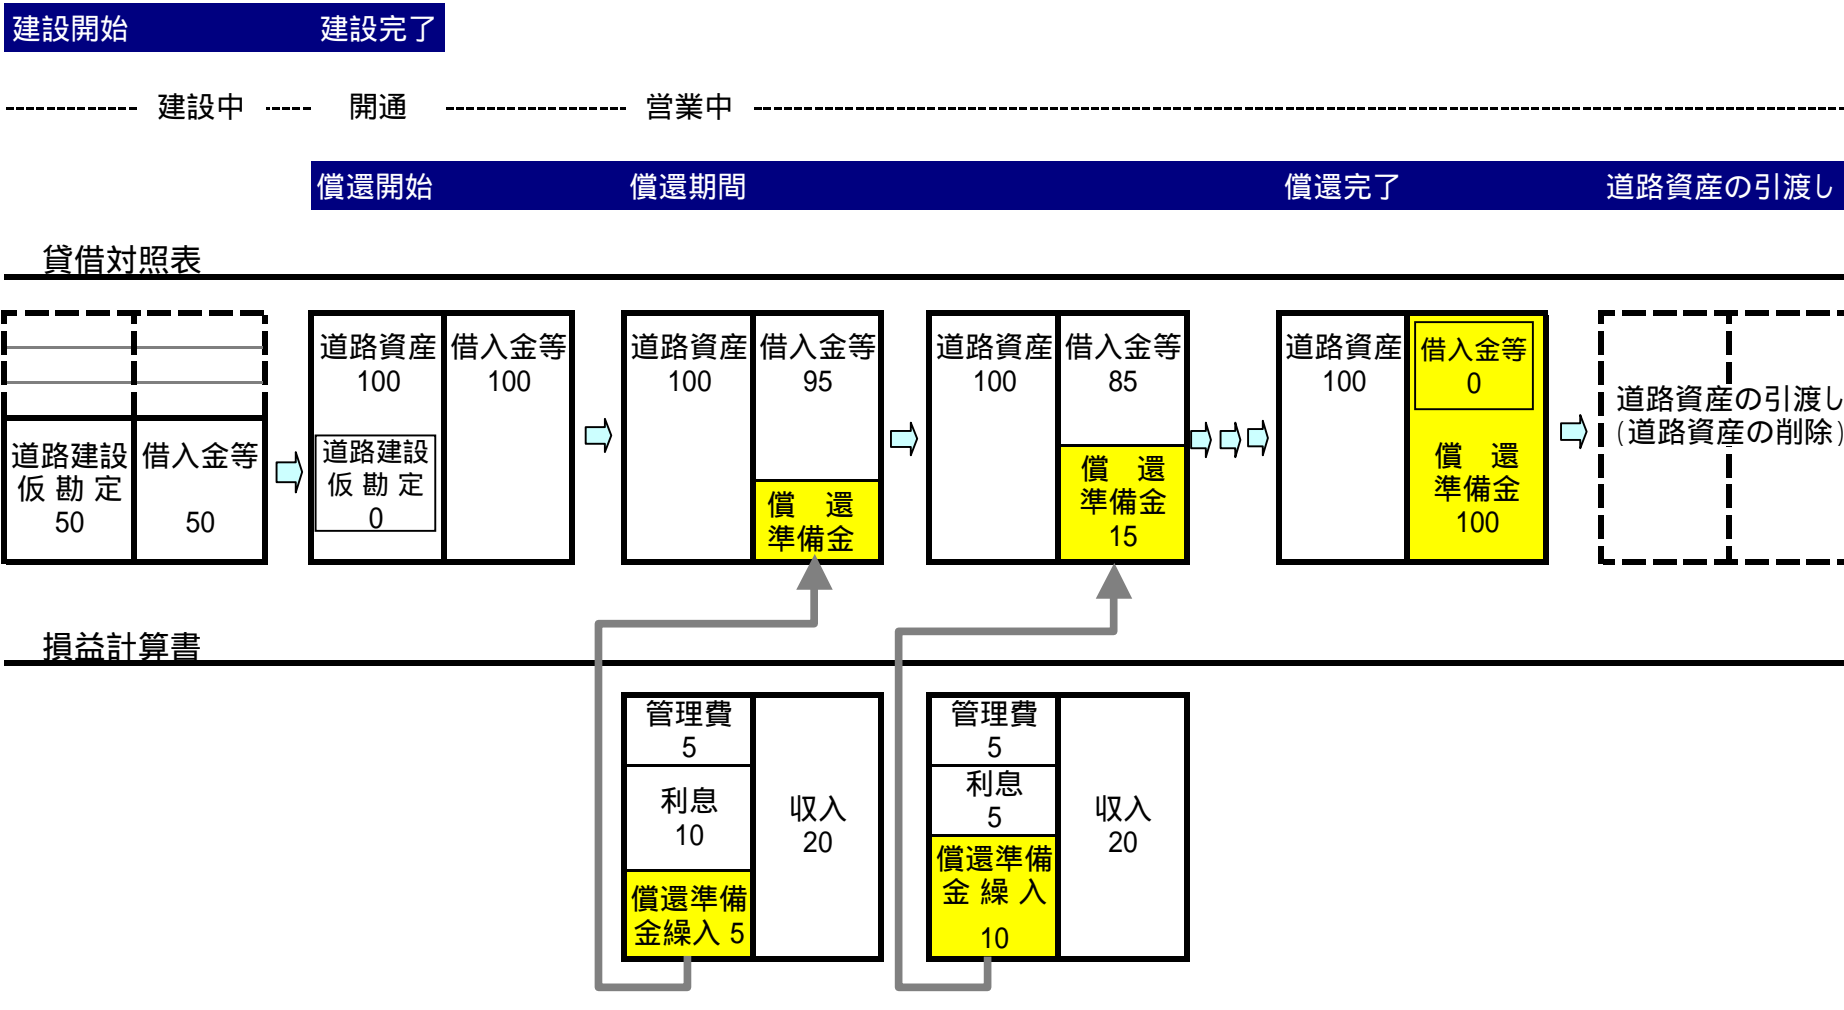 建設開始 建設完了
建設中 開通 営業中
償還開始 償還期間 償還完了 道路資産の引渡し
貸借対照表
道路建設
仮勘定
50
借入金等
50
道路資産
100
道路建設
仮勘定
0
借入金等
100
道路資産
100
借入金等
95
償 還
準備金
道路資産
100
借入金等
85
償 還
準備金
15
道路資産
100
借入金等
0
償 還
準備金
100
道路資産の引渡し
(道路資産の削除)
損益計算書
管理費
5
利息
10
償還準備
金繰入 5
収入
20
管理費
5
利息
5
償還準備
金繰入
10
収入
20